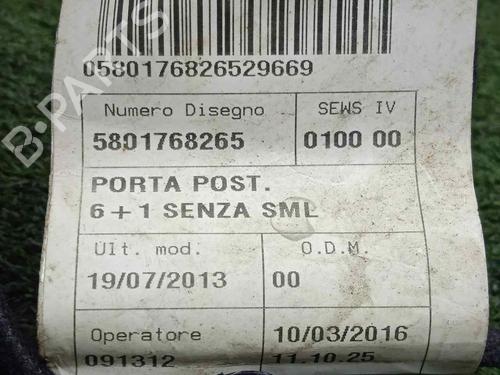 0580176826529669
Numero Disegno SEWS IV
5801768265 0100 00
PORTA POST.
6 + 1 SENZA SML
Ult. mod. O.D.M.
19/07/2013 00
Operatore 10/03/2016
091312 11.10.25
B-PARTS